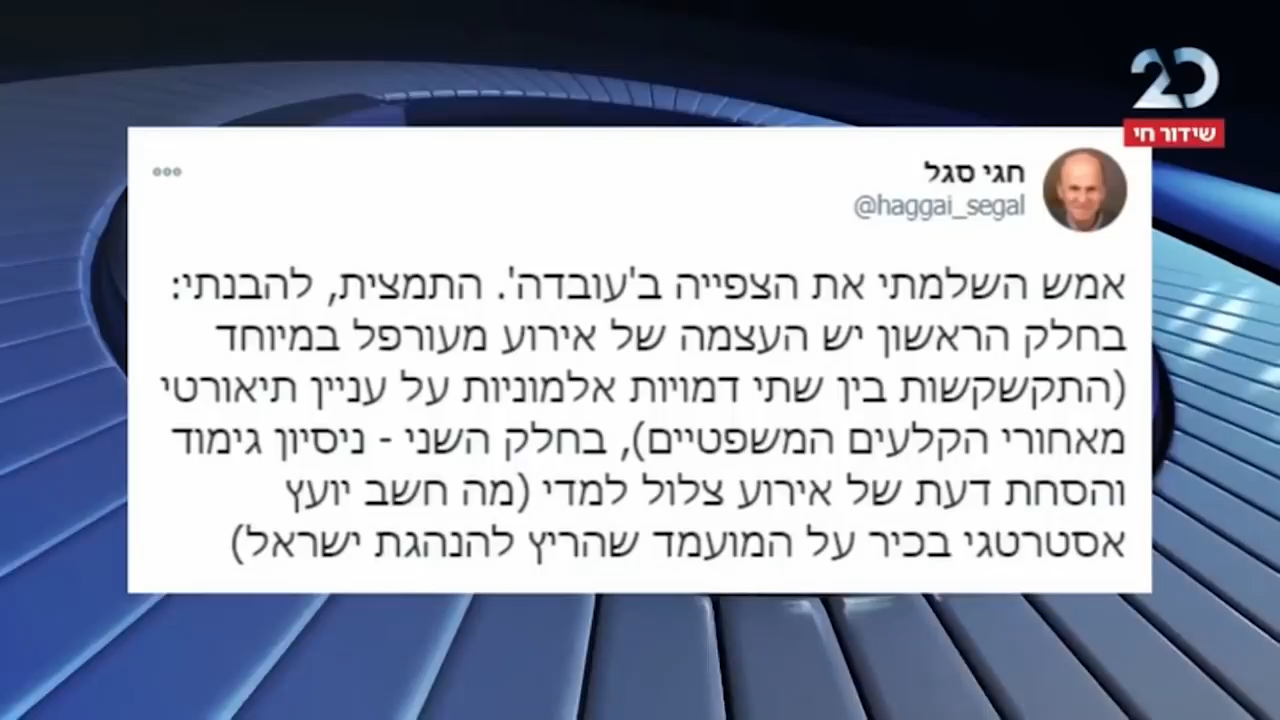 20
שידור חי
חגי סגל
@haggai_segal
אמש השלמתי את הצפייה ב'עובדה'. התמצית, להבנתי:
בחלק הראשון יש העצמה של אירוע מעורפל במיוחד
(התקשקשות בין שתי דמויות אלמוניות על עניין תיאורטי
מאחורי הקלעים המשפטיים), בחלק השני - ניסיון גימוד
והסחת דעת של אירוע צלול למדי (מה חשב יועץ
אסטרטגי בכיר על המועמד שהריץ להנהגת ישראל)